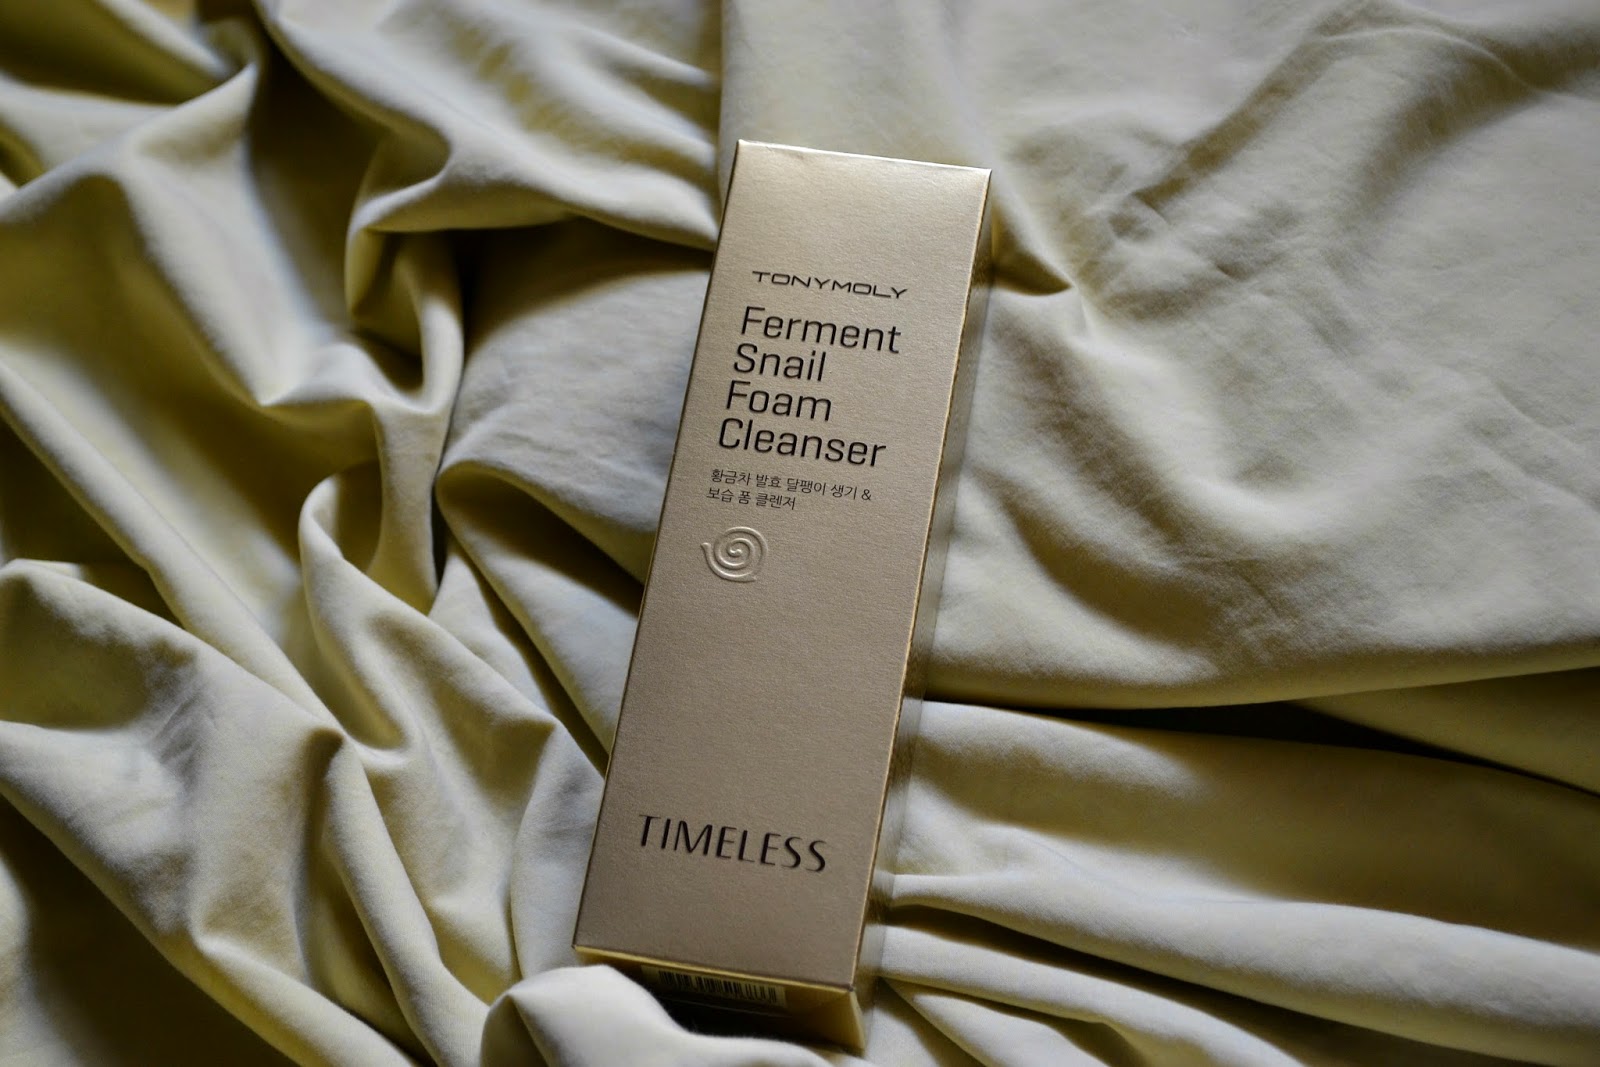 TONYMOLY
Ferment
Snail
Foam
Cleanser
황금차 발효 달팽이 생기 &
보습 폼 클렌저
TIMELESS